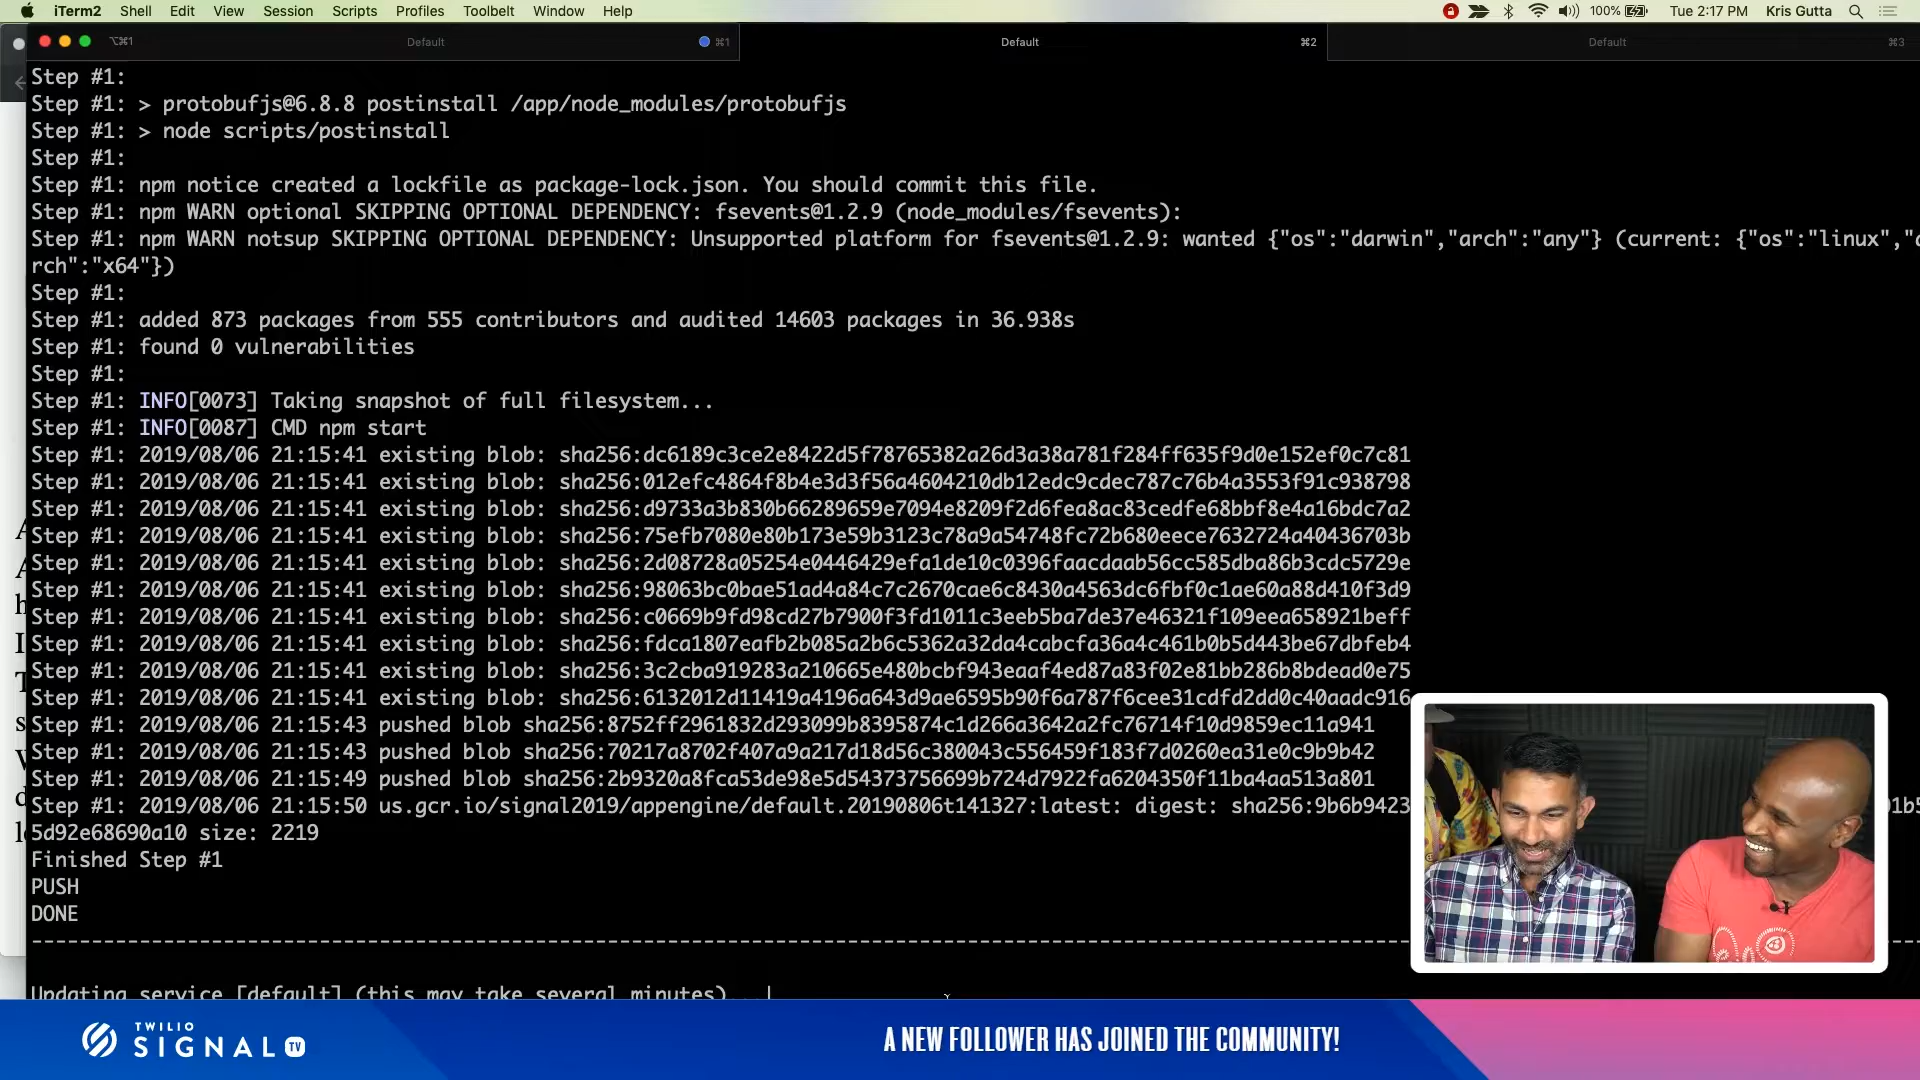 iTerm2 Shell Edit View Session Scripts Profiles Toolbelt Window Help 100% Tue 2:17 PM Kris Gutta
⌥⌘1 Default ⌘1 Default ⌘2 Default ⌘3
Step #1:
Step #1: > protobufjs@6.8.8 postinstall /app/node_modules/protobufjs
Step #1: > node scripts/postinstall
Step #1:
Step #1: npm notice created a lockfile as package-lock.json. You should commit this file.
Step #1: npm WARN optional SKIPPING OPTIONAL DEPENDENCY: fsevents@1.2.9 (node_modules/fsevents):
Step #1: npm WARN notsup SKIPPING OPTIONAL DEPENDENCY: Unsupported platform for fsevents@1.2.9: wanted {"os":"darwin","arch":"any"} (current: {"os":"linux","a
rch":"x64"})
Step #1:
Step #1: added 873 packages from 555 contributors and audited 14603 packages in 36.938s
Step #1: found 0 vulnerabilities
Step #1:
Step #1: INFO[0073] Taking snapshot of full filesystem...
Step #1: INFO[0087] CMD npm start
Step #1: 2019/08/06 21:15:41 existing blob: sha256:dc6189c3ce2e8422d5f78765382a26d3a38a781f284ff635f9d0e152ef0c7c81
Step #1: 2019/08/06 21:15:41 existing blob: sha256:012efc4864f8b4e3d3f56a4604210db12edc9cdec787c76b4a3553f91c938798
Step #1: 2019/08/06 21:15:41 existing blob: sha256:d9733a3b830b66289659e7094e8209f2d6fea8ac83cedfe68bbf8e4a16bdc7a2
Step #1: 2019/08/06 21:15:41 existing blob: sha256:75efb7080e80b173e59b3123c78a9a54748fc72b680eece7632724a40436703b
Step #1: 2019/08/06 21:15:41 existing blob: sha256:2d08728a05254e0446429efa1de10c0396faacdaab56cc585dba86b3cdc5729e
Step #1: 2019/08/06 21:15:41 existing blob: sha256:98063bc0bae51ad4a84c7c2670cae6c8430a4563dc6fbf0c1ae60a88d410f3d9
Step #1: 2019/08/06 21:15:41 existing blob: sha256:c0669b9fd98cd27b7900f3fd1011c3eeb5ba7de37e46321f109eea658921beff
Step #1: 2019/08/06 21:15:41 existing blob: sha256:fdca1807eafb2b085a2b6c5362a32da4cabcfa36a4c461b0b5d443be67dbfeb4
Step #1: 2019/08/06 21:15:41 existing blob: sha256:3c2cba919283a210665e480bcbf943eaaf4ed87a83f02e81bb286b8bdead0e75
Step #1: 2019/08/06 21:15:41 existing blob: sha256:6132012d11419a4196a643d9ae6595b90f6a787f6cee31cdfd2dd0c40aadc916
Step #1: 2019/08/06 21:15:43 pushed blob sha256:8752ff2961832d293099b8395874c1d266a3642a2fc76714f10d9859ec11a941
Step #1: 2019/08/06 21:15:43 pushed blob sha256:70217a8702f407a9a217d18d56c380043c556459f183f7d0260ea31e0c9b9b42
Step #1: 2019/08/06 21:15:49 pushed blob sha256:2b9320a8fca53de98e5d54373756699b724d7922fa6204350f11ba4aa513a801
Step #1: 2019/08/06 21:15:50 us.gcr.io/signal2019/appengine/default.20190806t141327:latest: digest: sha256:9b6b9423
5d92e68690a10 size: 2219
Finished Step #1
PUSH
DONE
Updating service [default] (this may take several minutes)...
TWILIO
SIGNAL TV
A NEW FOLLOWER HAS JOINED THE COMMUNITY!